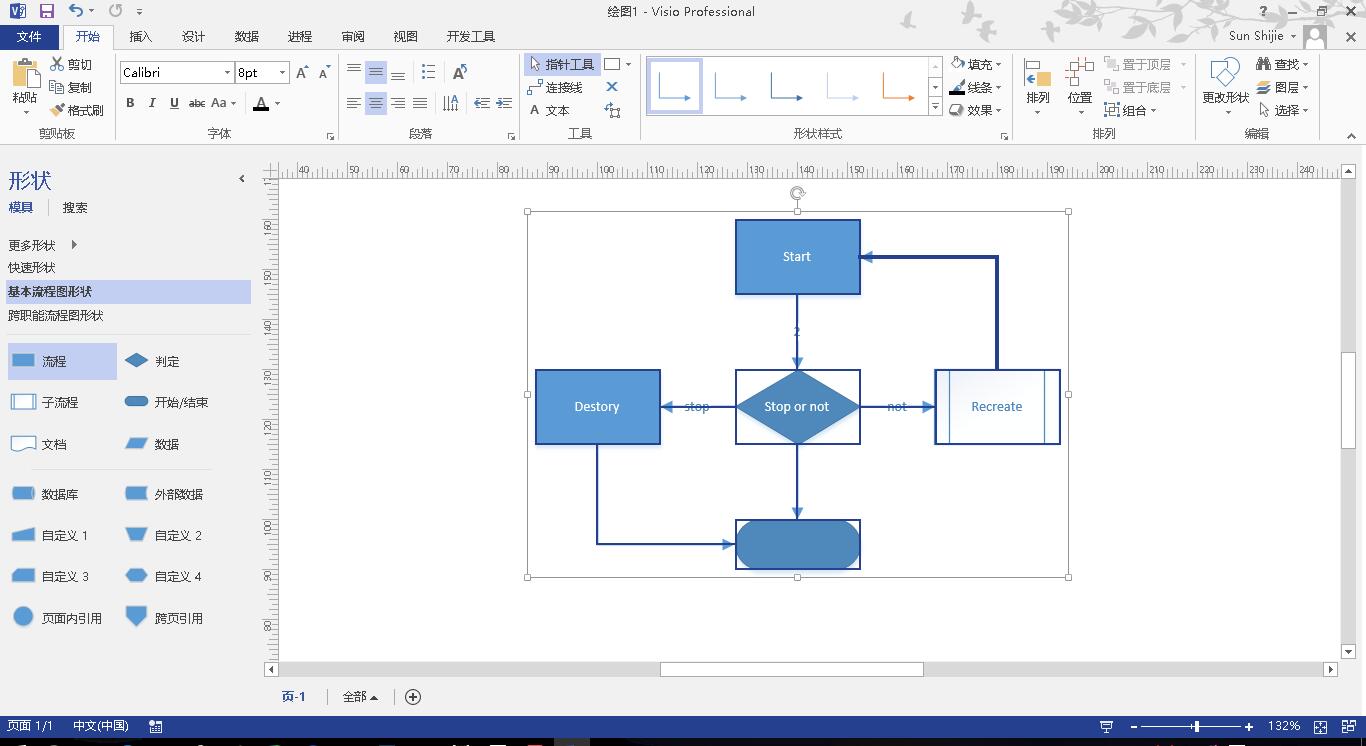 绘图1 - Visio Professional
文件 开始 插入 设计 数据 进程 审阅 视图 开发工具
Sun Shijie
粘贴
剪切
复制
格式刷
剪贴板
Calibri 8pt
B I U abc Aa A
字体
段落
指针工具
连接线
A 文本
工具
形状样式
填充
线条
效果
排列
位置
置于顶层
置于底层
组合
排列
更改形状
查找
图层
选择
编辑
形状
模具 搜索
更多形状
快速形状
基本流程图形状
跨职能流程图形状
流程 判定
子流程 开始/结束
文档 数据
数据库 外部数据
自定义 1 自定义 2
自定义 3 自定义 4
页面内引用 跨页引用
40 50 60 70 80 90 100 110 120 130 140 150 160 170 180 190 200 210 220 230 240
160
150
140
130
120
110
100
90
80
Start
2
Destory stop Stop or not not Recreate
页-1 全部
页面 1/1 中文(中国)
132%